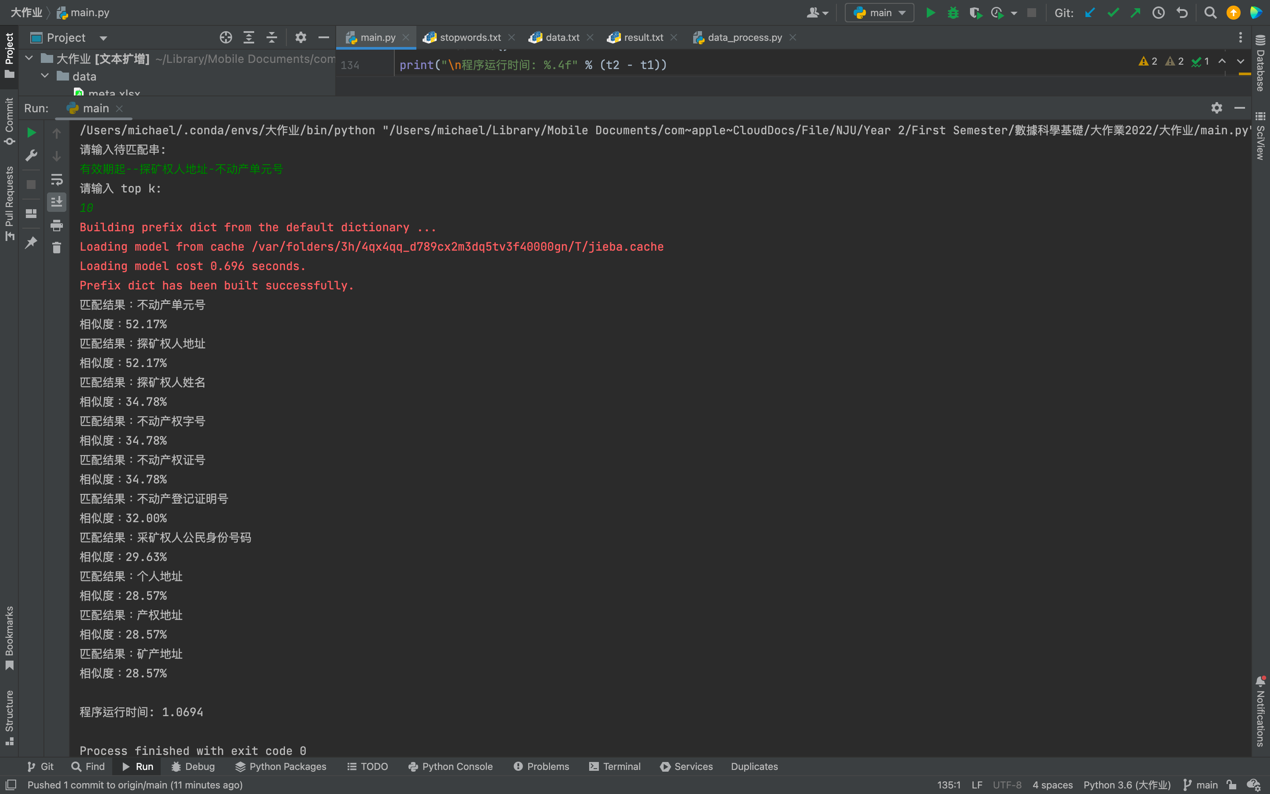 大作业 main.py
main
Git:
Project
main.py
stopwords.txt
data.txt
result.txt
data_process.py
大作业 [文本扩增] ~/Library/Mobile Documents/com
data
meta.xlsx
134 print("\n程序运行时间: %.4f" % (t2 - t1))
2 2 1
Run: main
/Users/michael/.conda/envs/大作业/bin/python "/Users/michael/Library/Mobile Documents/com~apple~CloudDocs/File/NJU/Year 2/First Semester/數據科學基礎/大作業2022/大作业/main.py"
请输入待匹配串:
有效期起--探矿权人地址-不动产单元号
请输入 top k:
10
Building prefix dict from the default dictionary ...
Loading model from cache /var/folders/3h/4qx4qq_d789cx2m3dq5tv3f40000gn/T/jieba.cache
Loading model cost 0.696 seconds.
Prefix dict has been built successfully.
匹配结果：不动产单元号
相似度：52.17%
匹配结果：探矿权人地址
相似度：52.17%
匹配结果：探矿权人姓名
相似度：34.78%
匹配结果：不动产权字号
相似度：34.78%
匹配结果：不动产权证号
相似度：34.78%
匹配结果：不动产登记证明号
相似度：32.00%
匹配结果：采矿权人公民身份号码
相似度：29.63%
匹配结果：个人地址
相似度：28.57%
匹配结果：产权地址
相似度：28.57%
匹配结果：矿产地址
相似度：28.57%
程序运行时间: 1.0694
Process finished with exit code 0
Project
Commit
Pull Requests
Bookmarks
Structure
Database
SciView
Notifications
Git
Find
Run
Debug
Python Packages
TODO
Python Console
Problems
Terminal
Services
Duplicates
Pushed 1 commit to origin/main (11 minutes ago)
135:1 LF UTF-8 4 spaces Python 3.6 (大作业) main